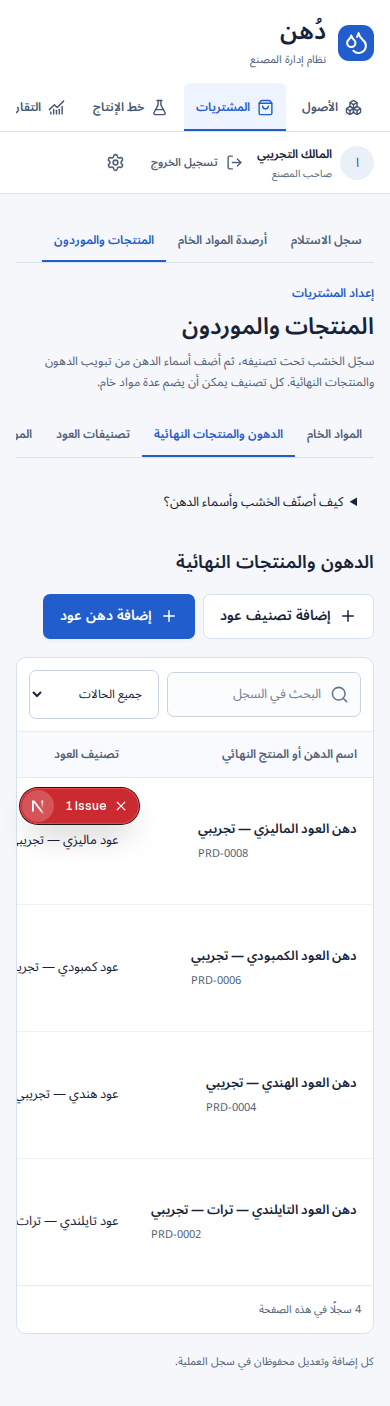 دُهن
نظام إدارة المصنع
الأصول
المشتريات
خط الإنتاج
التقار
ا
المالك التجريبي
صاحب المصنع
تسجيل الخروج
سجل الاستلام
أرصدة المواد الخام
المنتجات والموردون
إعداد المشتريات
المنتجات والموردون
سجّل الخشب تحت تصنيفه، ثم أضف أسماء الدهن من تبويب الدهون
والمنتجات النهائية. كل تصنيف يمكن أن يضم عدة مواد خام.
المواد الخام
الدهون والمنتجات النهائية
تصنيفات العود
المو
كيف أصنّف الخشب وأسماء الدهن؟
الدهون والمنتجات النهائية
إضافة تصنيف عود
إضافة دهن عود
البحث في السجل
جميع الحالات
اسم الدهن أو المنتج النهائي
تصنيف العود
1 Issue
دهن العود الماليزي — تجريبي
PRD-0008
عود ماليزي — تجريبي
دهن العود الكمبودي — تجريبي
PRD-0006
عود كمبودي — تجري
دهن العود الهندي — تجريبي
PRD-0004
عود هندي — تجريبي
دهن العود التايلندي — ترات — تجريبي
PRD-0002
عود تايلندي — ترات
4 سجلًا في هذه الصفحة
كل إضافة وتعديل محفوظان في سجل العملية.